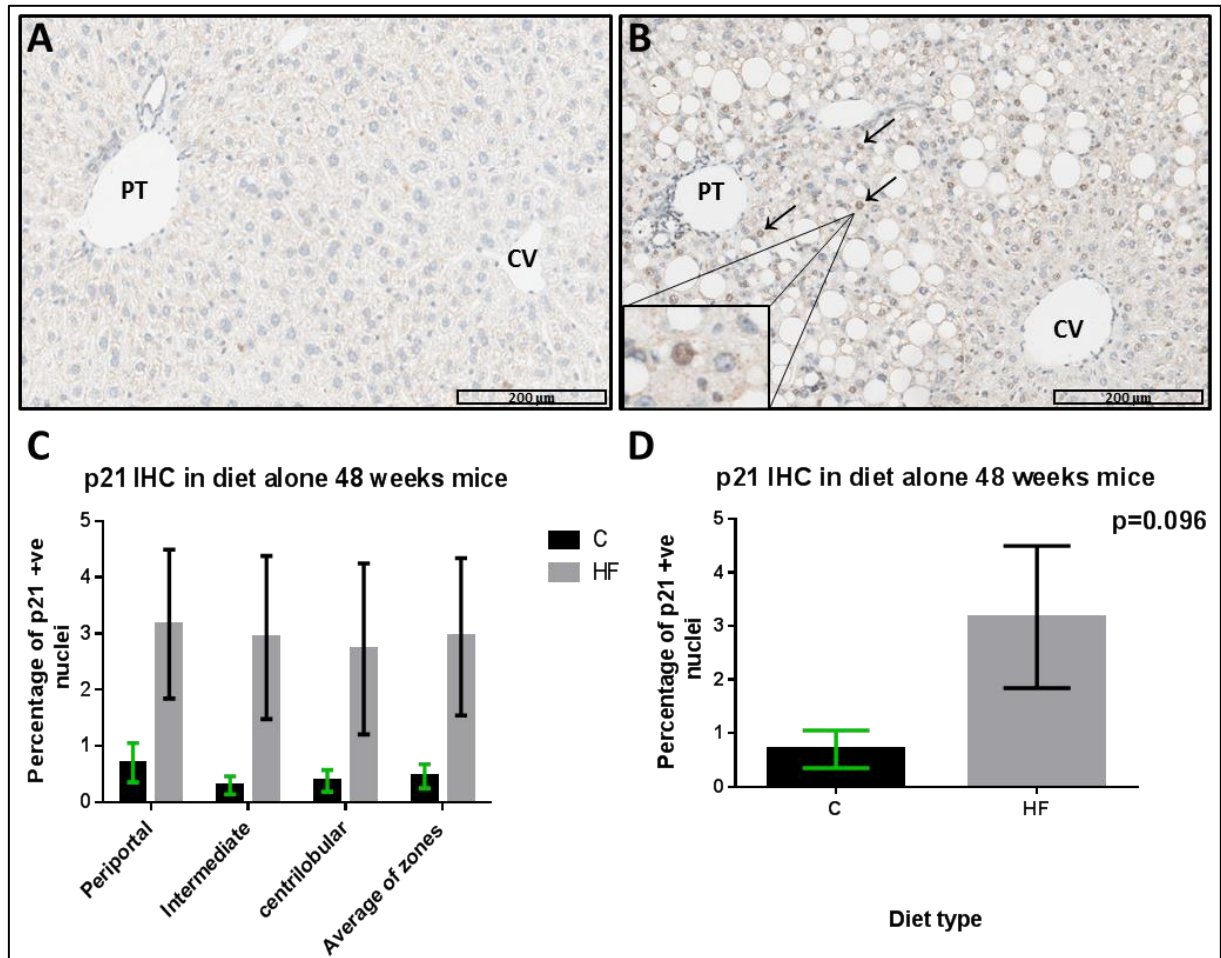 A
PT
CV
200 µm
B
PT
CV
200 µm
C
p21 IHC in diet alone 48 weeks mice
Percentage of p21 +ve
nuclei
5
4
3
2
1
0
Periportal
Intermediate
centrilobular
Average of zones
C
HF
D
p21 IHC in diet alone 48 weeks mice
p=0.096
Percentage of p21 +ve
nuclei
5
4
3
2
1
0
C
HF
Diet type